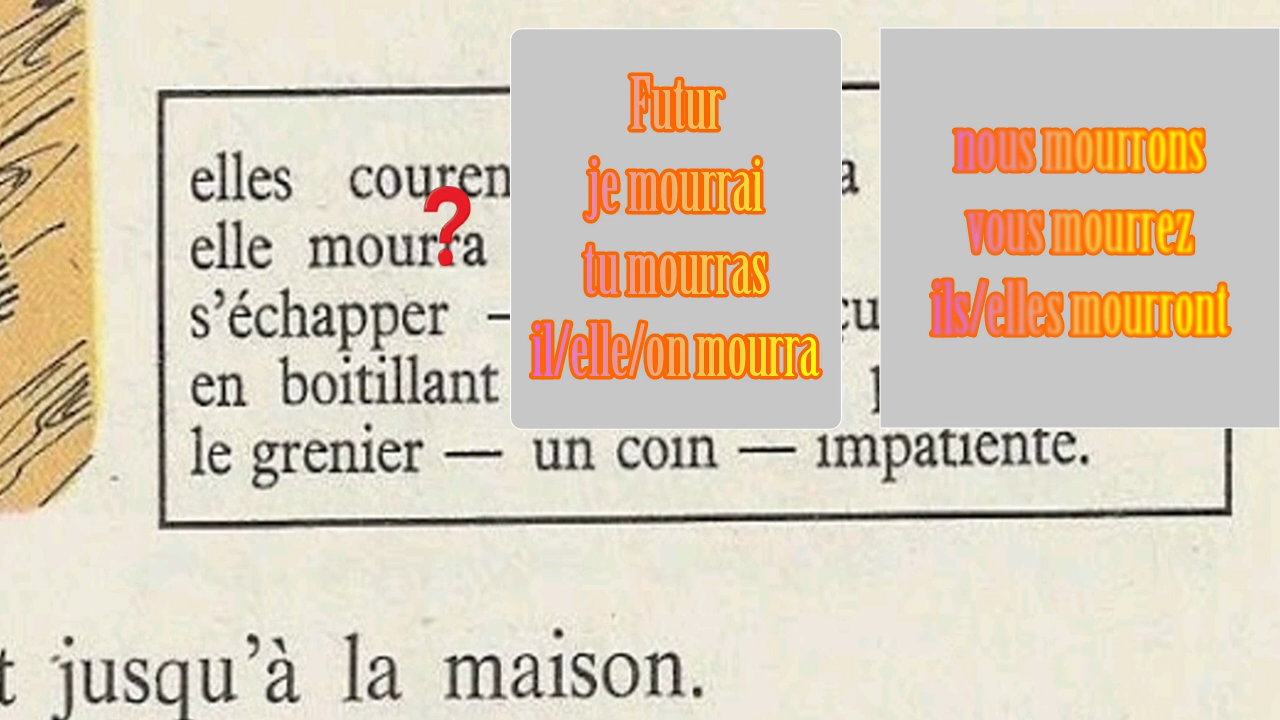 elles couren
elle mourra
s’échapper —
en boitillant
le grenier — un coin — impatiente.
t jusqu’à la maison.
?
Futur
je mourrai
tu mourras
il/elle/on mourra
nous mourrons
vous mourrez
ils/elles mourront